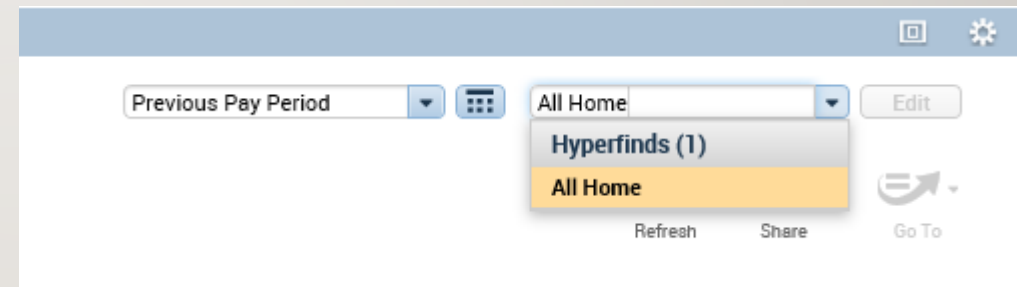 Previous Pay Period All Home Edit
Hyperfinds (1)
All Home
Refresh Share Go To